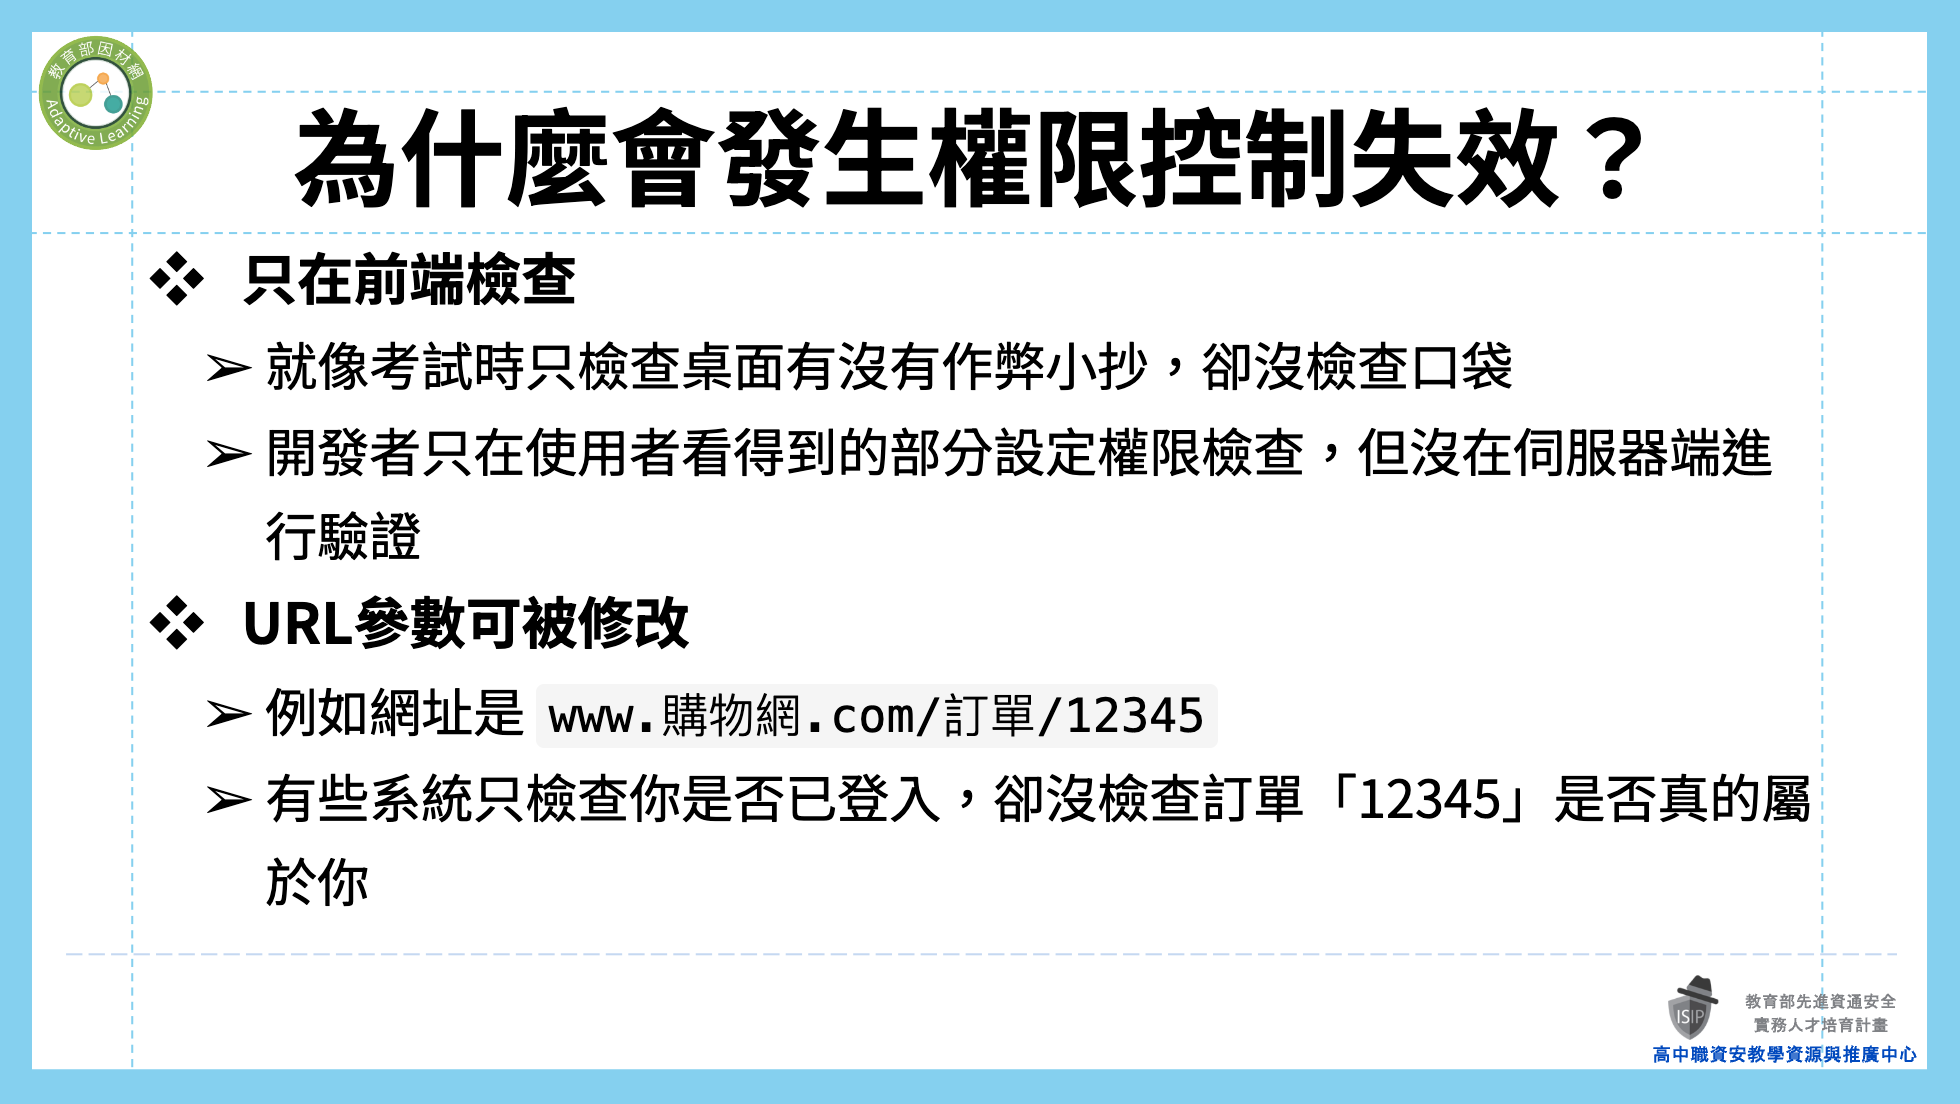 教育部因材網
Adaptive Learning
為什麼會發生權限控制失效？
❖ 只在前端檢查
➢ 就像考試時只檢查桌面有沒有作弊小抄，卻沒檢查口袋
➢ 開發者只在使用者看得到的部分設定權限檢查，但沒在伺服器端進
行驗證
❖ URL參數可被修改
➢ 例如網址是 www.購物網.com/訂單/12345
➢ 有些系統只檢查你是否已登入，卻沒檢查訂單「12345」是否真的屬
於你
ISIP
教育部先進資通安全
實務人才培育計畫
高中職資安教學資源與推廣中心